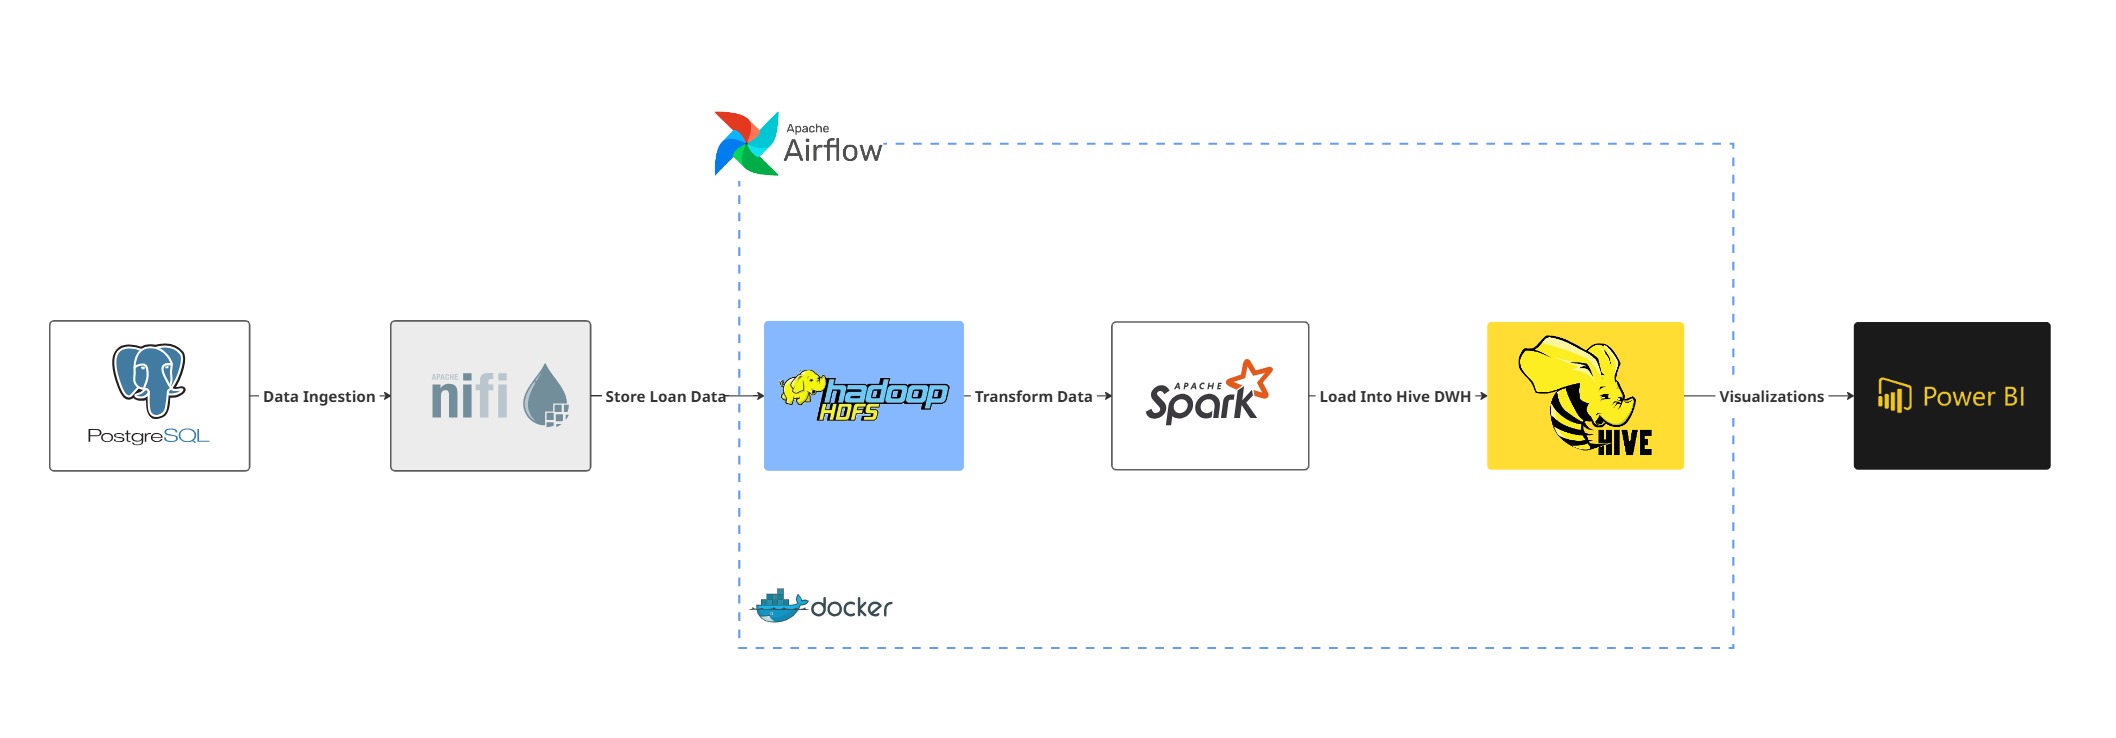 Apache
Airflow
PostgreSQL
Data Ingestion
APACHE
nifi
Store Loan Data
hadoop
HDFS
Transform Data
APACHE
Spark
Load Into Hive DWH
HIVE
Visualizations
Power BI
docker